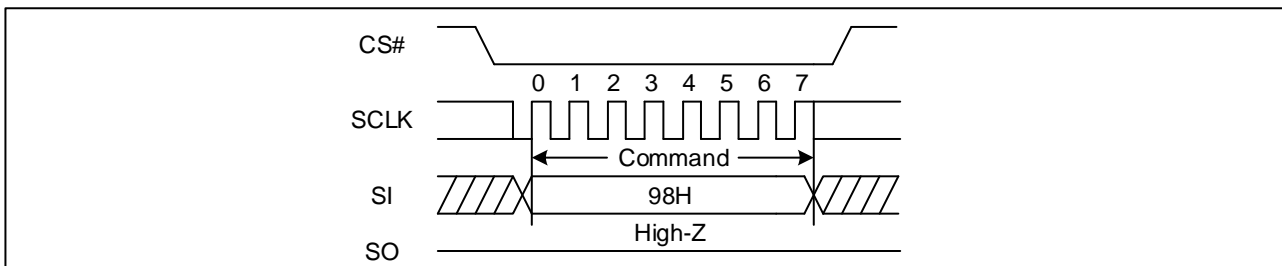 CS#
0 1 2 3 4 5 6 7
SCLK
Command
SI
98H
High-Z
SO